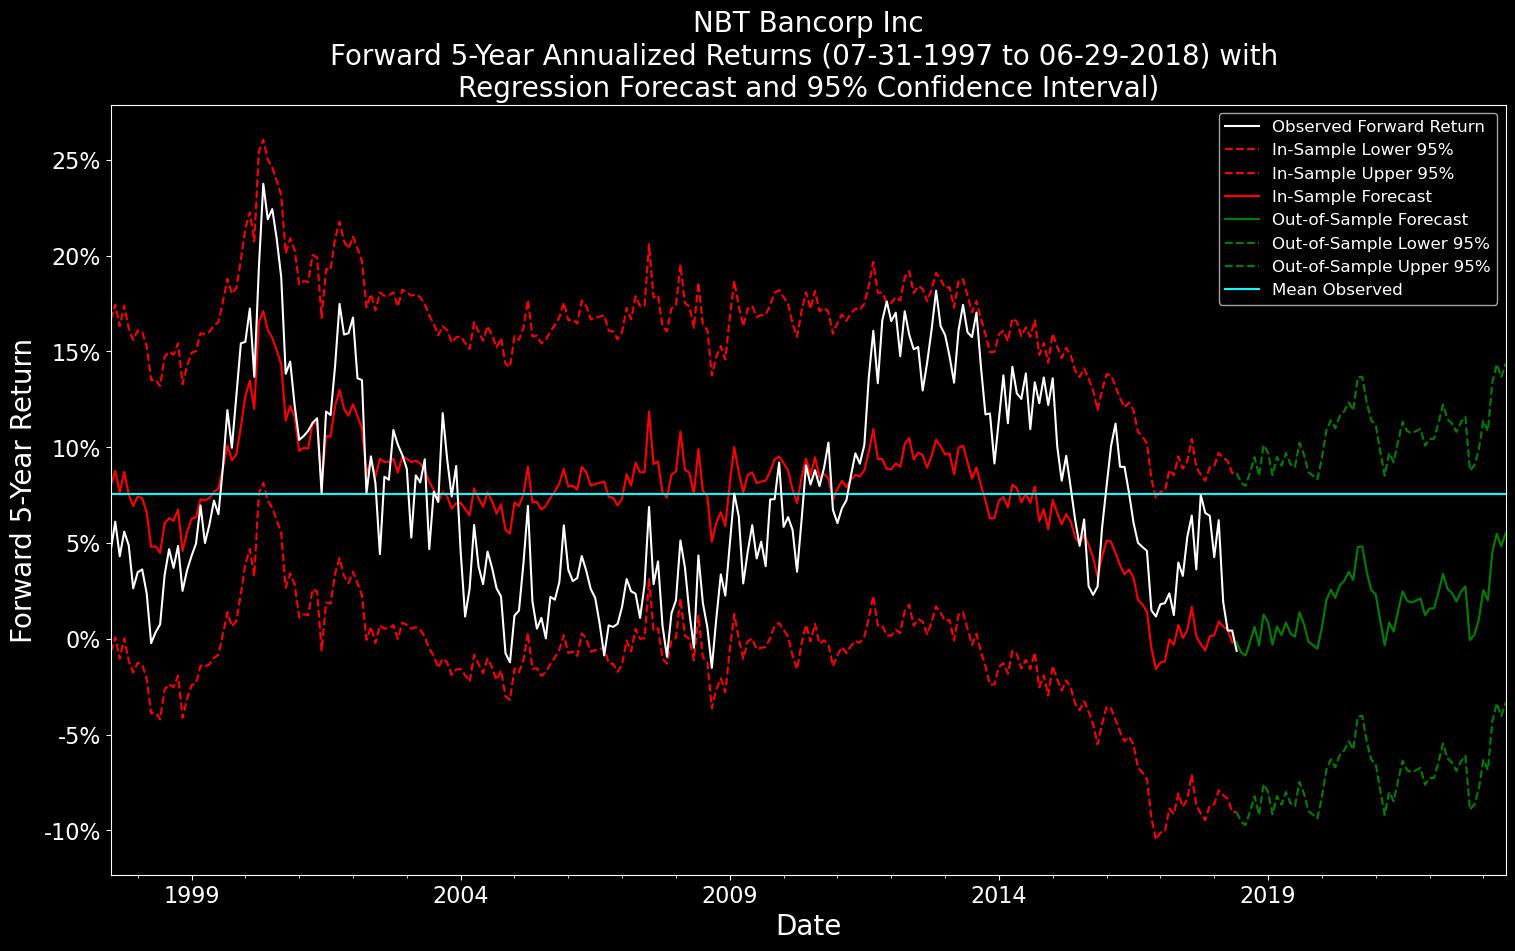 NBT Bancorp Inc
Forward 5-Year Annualized Returns (07-31-1997 to 06-29-2018) with
Regression Forecast and 95% Confidence Interval)
Observed Forward Return
In-Sample Lower 95%
In-Sample Upper 95%
In-Sample Forecast
Out-of-Sample Forecast
Out-of-Sample Lower 95%
Out-of-Sample Upper 95%
Mean Observed
Forward 5-Year Return
25%
20%
15%
10%
5%
0%
-5%
-10%
1999 2004 2009 2014 2019
Date